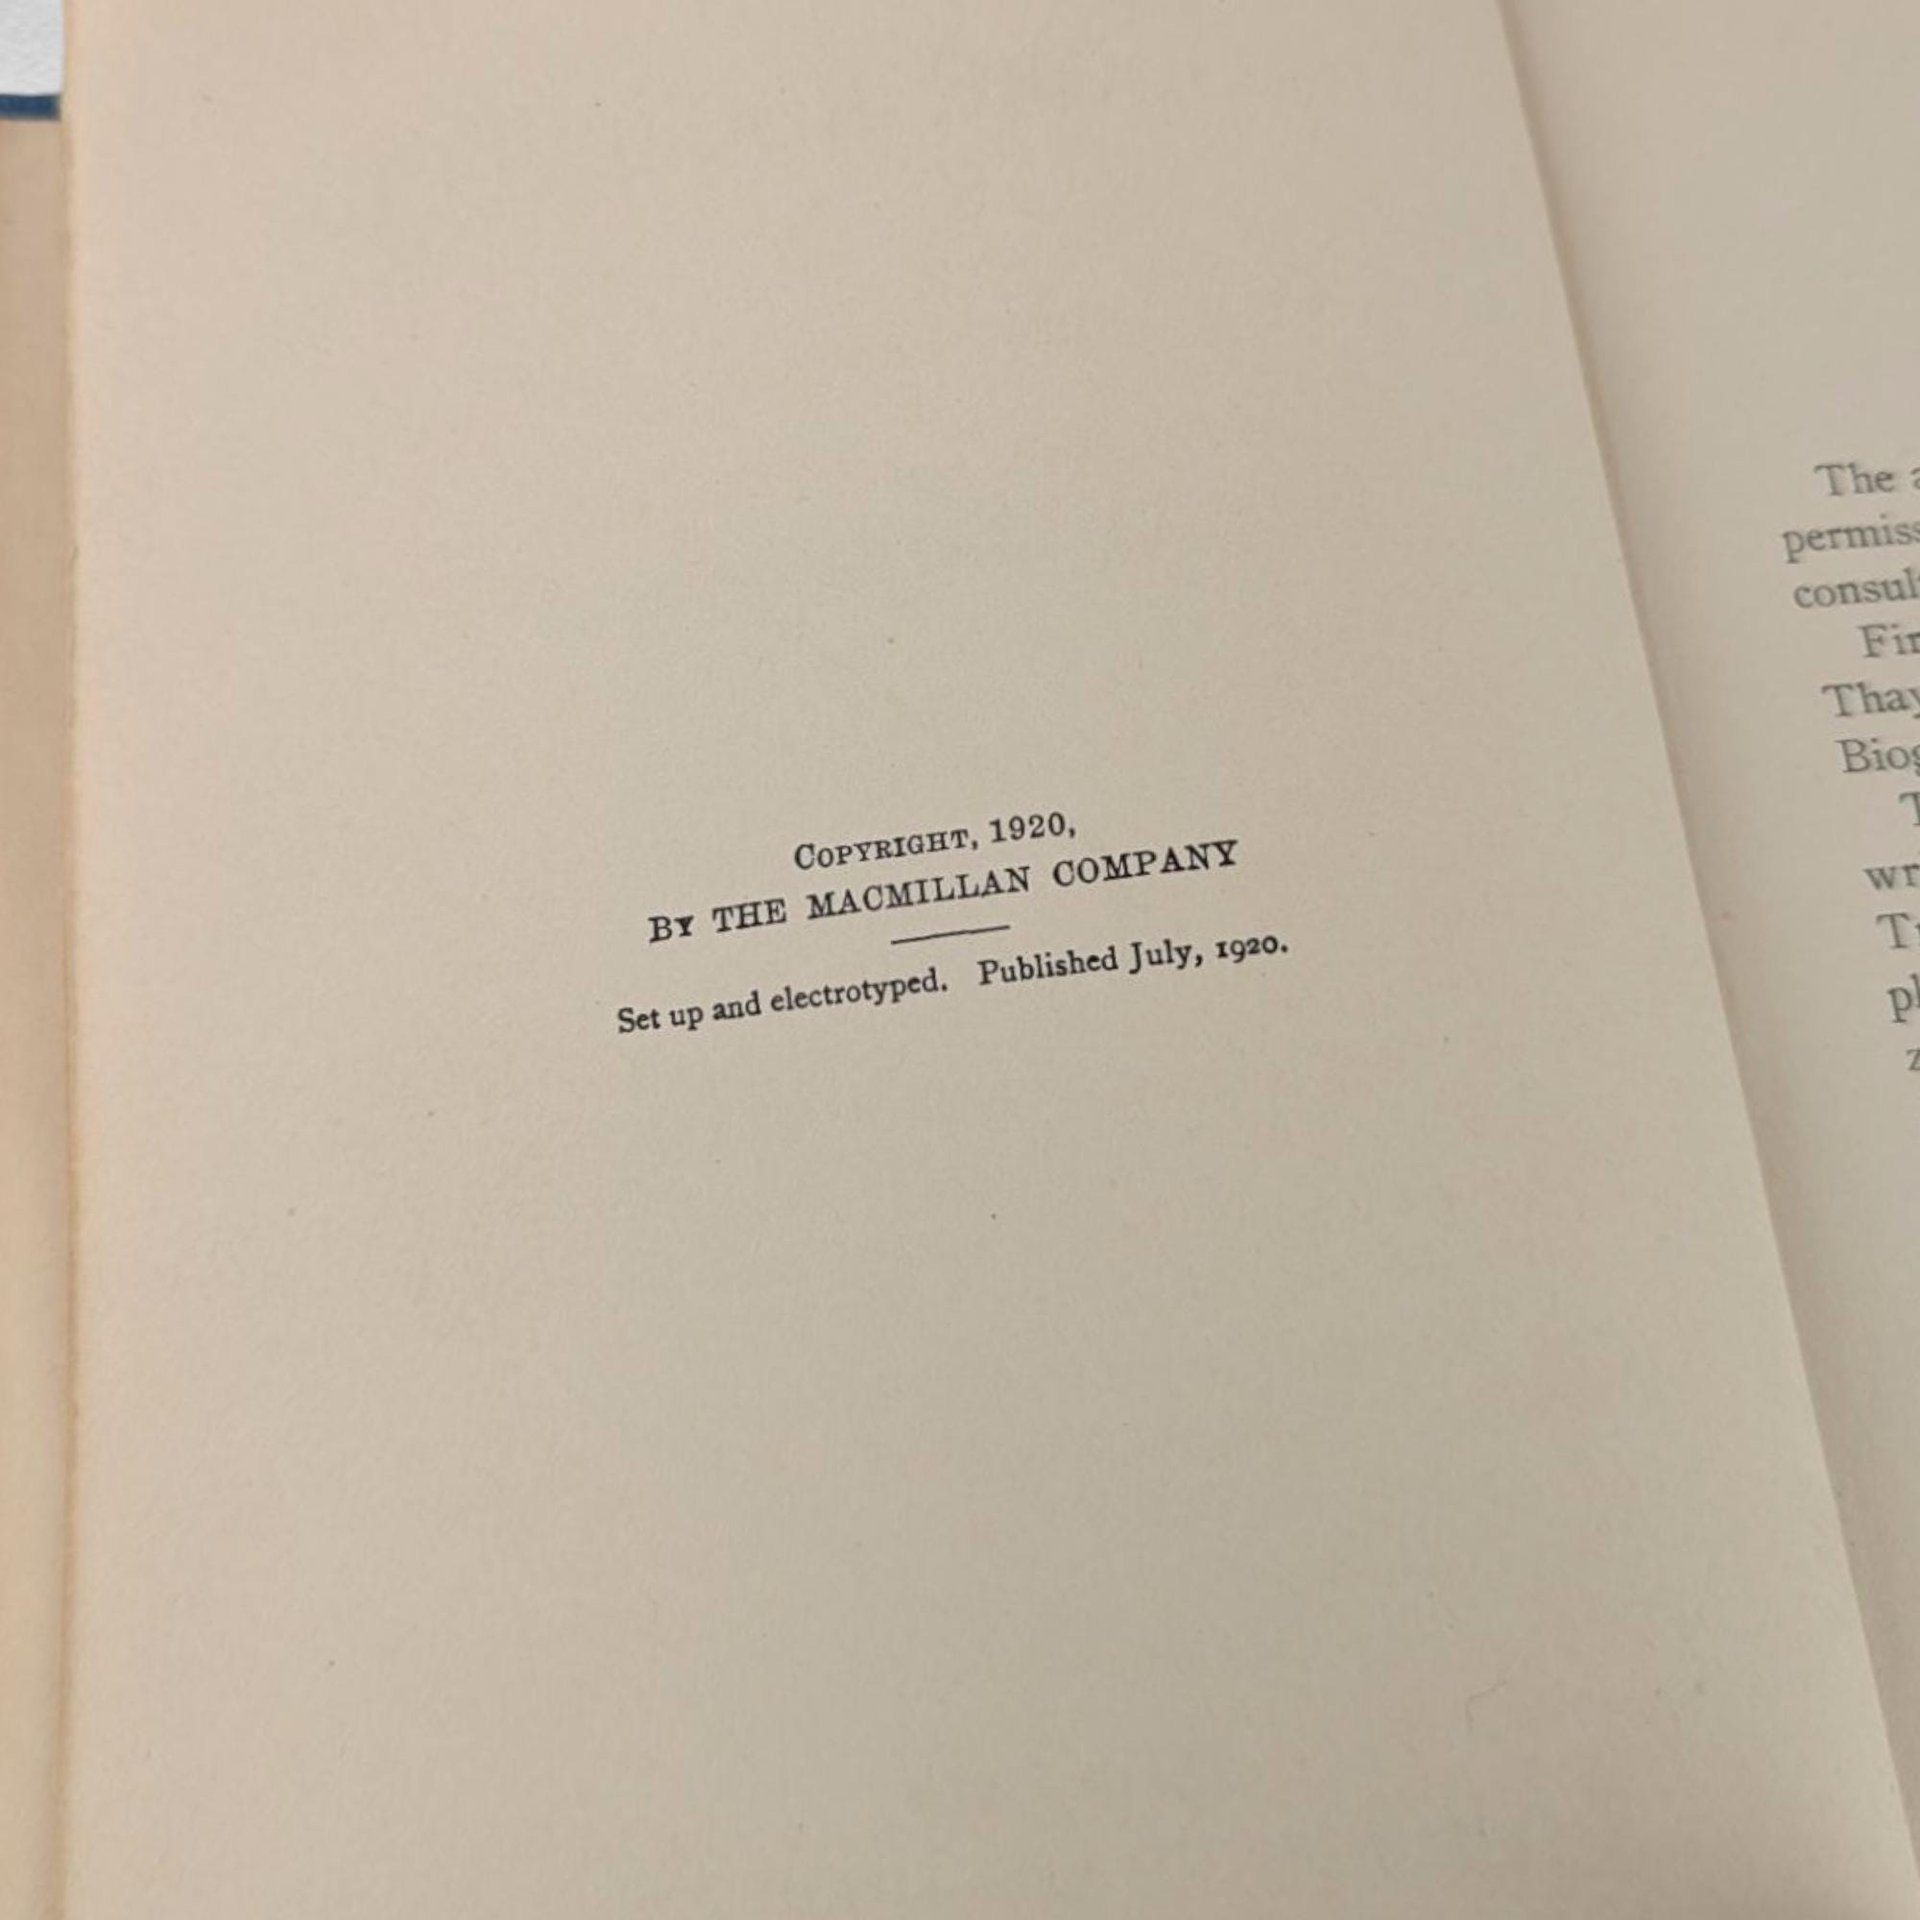 COPYRIGHT, 1920,
BY THE MACMILLAN COMPANY
Set up and electrotyped. Published July, 1920.
The